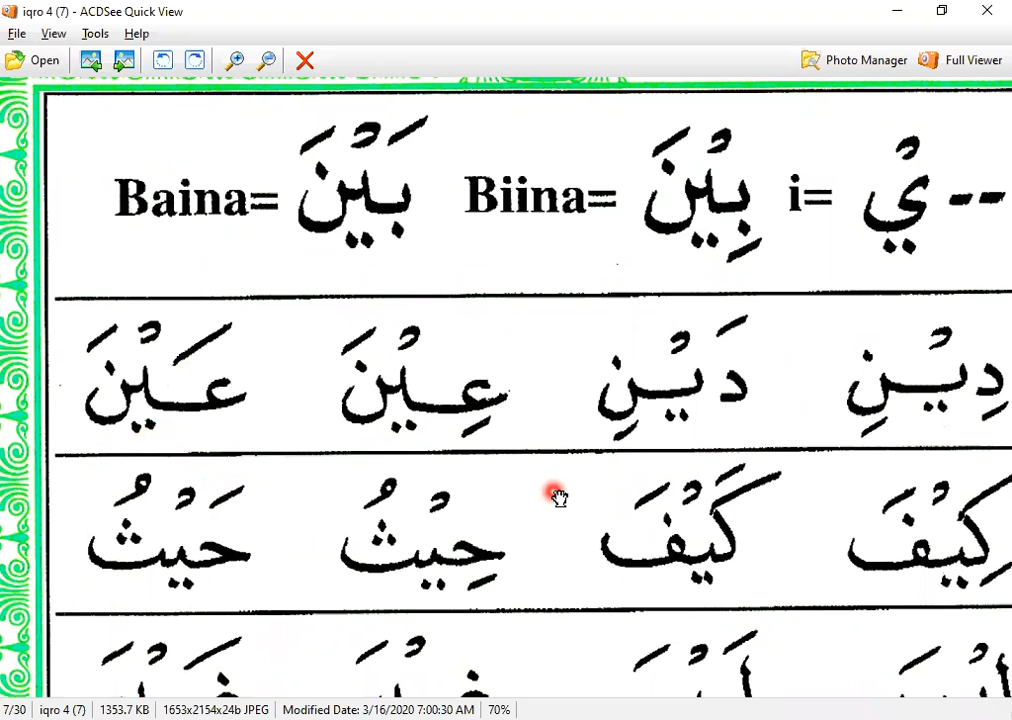 iqro 4 (7) - ACDSee Quick View
File View Tools Help
Open Photo Manager Full Viewer
-- يْ =i بِيْنَ =Biina بَيْنَ =Baina
دِيْنِ دَيْنِ عِيْنَ عَيْنَ
كِيْفَ كَيْفَ حِيْثُ حَيْثُ
7/30 iqro 4 (7) 1353.7 KB 1653x2154x24b JPEG Modified Date: 3/16/2020 7:00:30 AM 70%